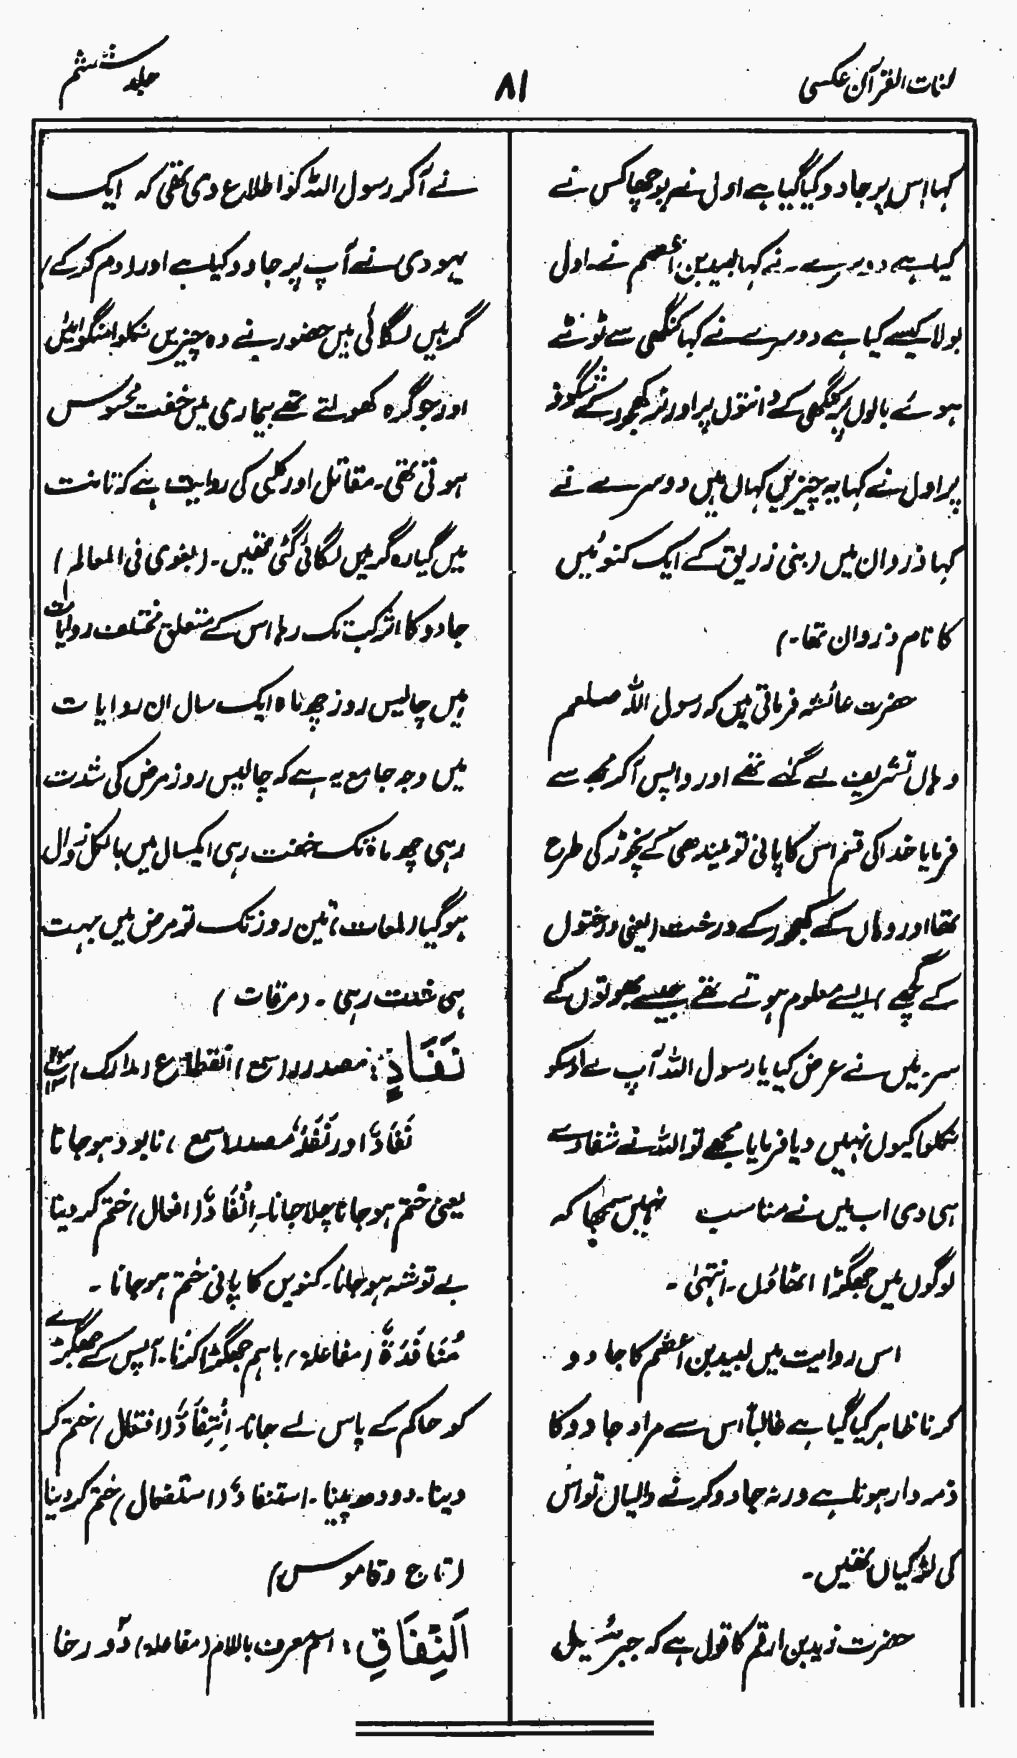 لغات القرآن عکسی
۸۱
جلد ششم
کہا اس پر جادو کیا گیا ہے اول نے پوچھا کس نے
کیا ہے دوسرے نے کہا لبید بن اعصم نے۔ اول
بولا کیسے کیا ہے دوسرے نے کہا کنگھی سے ٹوٹے
ہوئے بالوں پر کنگھی کے دانتوں پر اور نر کھجور کے شگوفہ
پر اول نے کہا یہ چیزیں کہاں ہیں دوسرے نے
کہا ذروان میں (بنی زریق کے ایک کنوئیں
کا نام ذروان تھا۔)
حضرت عائشہ فرماتی ہیں کہ رسول اللہ صلعم
وہاں تشریف لے گئے تھے اور واپس آکر مجھ سے
فرمایا خدا کی قسم اس کا پانی تو مہندی کے نچوڑ کی طرح
تھا اور وہاں کے کھجور کے درخت (یعنی درختوں
کے گچھے) ایسے معلوم ہوتے تھے جیسے بھوتوں کے
سر۔ میں نے عرض کیا یا رسول اللہ آپ نے اوسکو
نکلوا کیوں نہیں دیا فرمایا مجھے تو اللہ نے شفا دے
ہی دی اب میں نے مناسب نہیں سمجھا کہ
لوگوں میں جھگڑا اٹھاؤں۔ انتہیٰ۔
اس روایت میں لبید بن اعصم کا جادو
کرنا ظاہر کیا گیا ہے غالباً اس سے مراد جادو کا
ذمہ دار ہونا ہے ورنہ جادو کرنے والیاں تو اس
کی لڑکیاں تھیں۔
حضرت زید بن ارقم کا قول ہے کہ جبرئیل
نے آکر رسول اللہ کو اطلاع دی تھی کہ ایک
یہودی نے آپ پر جادو کیا ہے اور (دم کر کے)
گرہیں لگائی ہیں حضور نے وہ چیزیں نکلوا منگوائیں
اور جو گرہ کھولتے تھے بیماری میں خفت محسوس
ہوتی تھی۔ مقاتل اور کلبی کی روایت ہے کہ تانت
میں گیارہ گرہیں لگائی گئی تھیں۔ (بغوی فی المعالم)
جادو کا اثر کب تک رہا اس کے متعلق مختلف روایات
ہیں چالیس روز چھ ماہ ایک سال ان روایات
میں وجہ جامع یہ ہے کہ چالیس روز مرض کی شدت
رہی چھ ماہ تک خفت رہی ایکسال میں بالکل زوال
ہو گیا (لمعات) تین روز تک تو مرض میں بہت
ہی شدت رہی۔ (مرقات)
نَفَادٍ: مصدر (سمع) انقطاع (مدارک)
نَفَادٌ اور نَفَدٌ مصدر (سمع) نابود ہو جانا
یعنی ختم ہو جانا چلا جانا۔ اِنْفَادٌ (افعال) ختم کر دینا
بے توشہ ہو جانا۔ کنویں کا پانی ختم ہو جانا۔
مُنَافَدَۃٌ (مفاعلۃ) باہم جھگڑا کرنا۔ آپس کے جھگڑے
کو حاکم کے پاس لے جانا۔ اِنْتِفَادٌ (افتعال) ختم کر
دینا۔ دودھ پینا۔ استنفادٌ (استفعال) ختم کر دینا
(تاج و قاموس)
اَلنِّفَاقِ: اسم معرف باللام (مفاعلہ) دو رخا